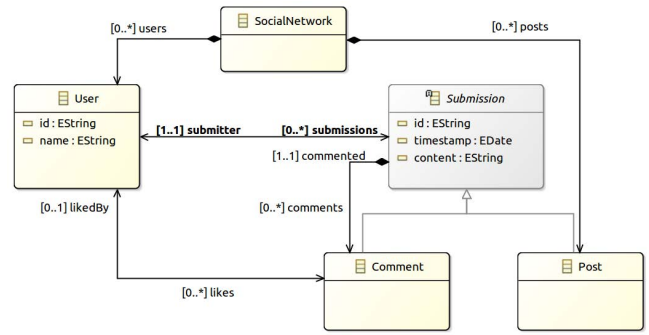 [0..*] users
SocialNetwork
[0..*] posts
User
id : EString
name : EString
[1..1] submitter
[0..*] submissions
Submission
id : EString
timestamp : EDate
content : EString
[1..1] commented
[0..1] likedBy
[0..*] comments
[0..*] likes
Comment
Post